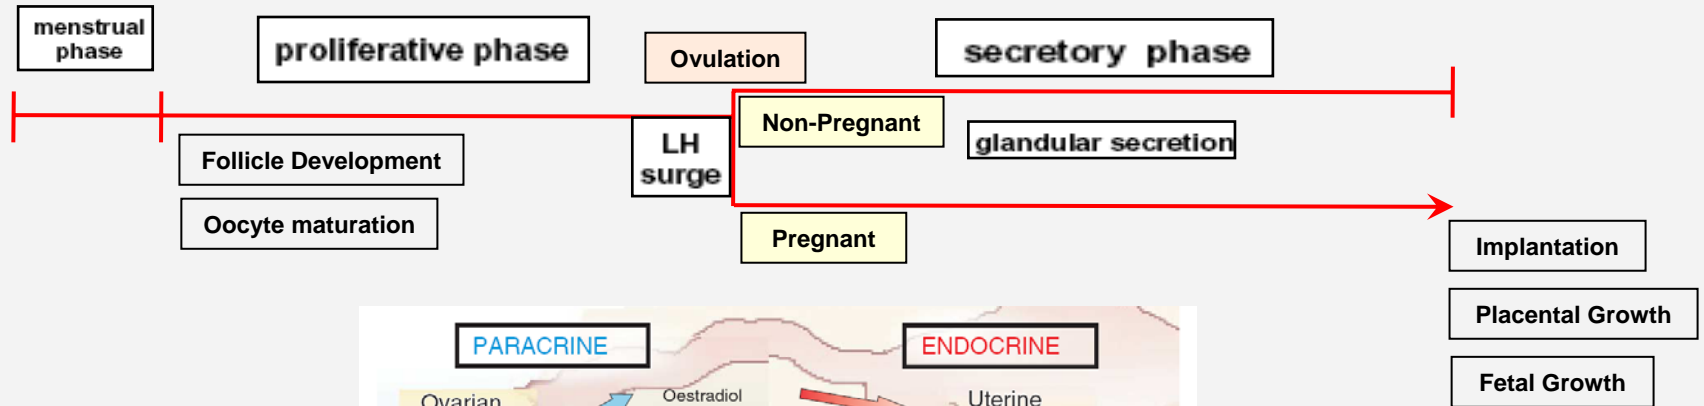 menstrual
phase
proliferative phase
Ovulation
secretory phase
Non-Pregnant
glandular secretion
LH
surge
Follicle Development
Oocyte maturation
Pregnant
Implantation
Placental Growth
Fetal Growth
PARACRINE
ENDOCRINE
Ovarian
Oestradiol
Uterine